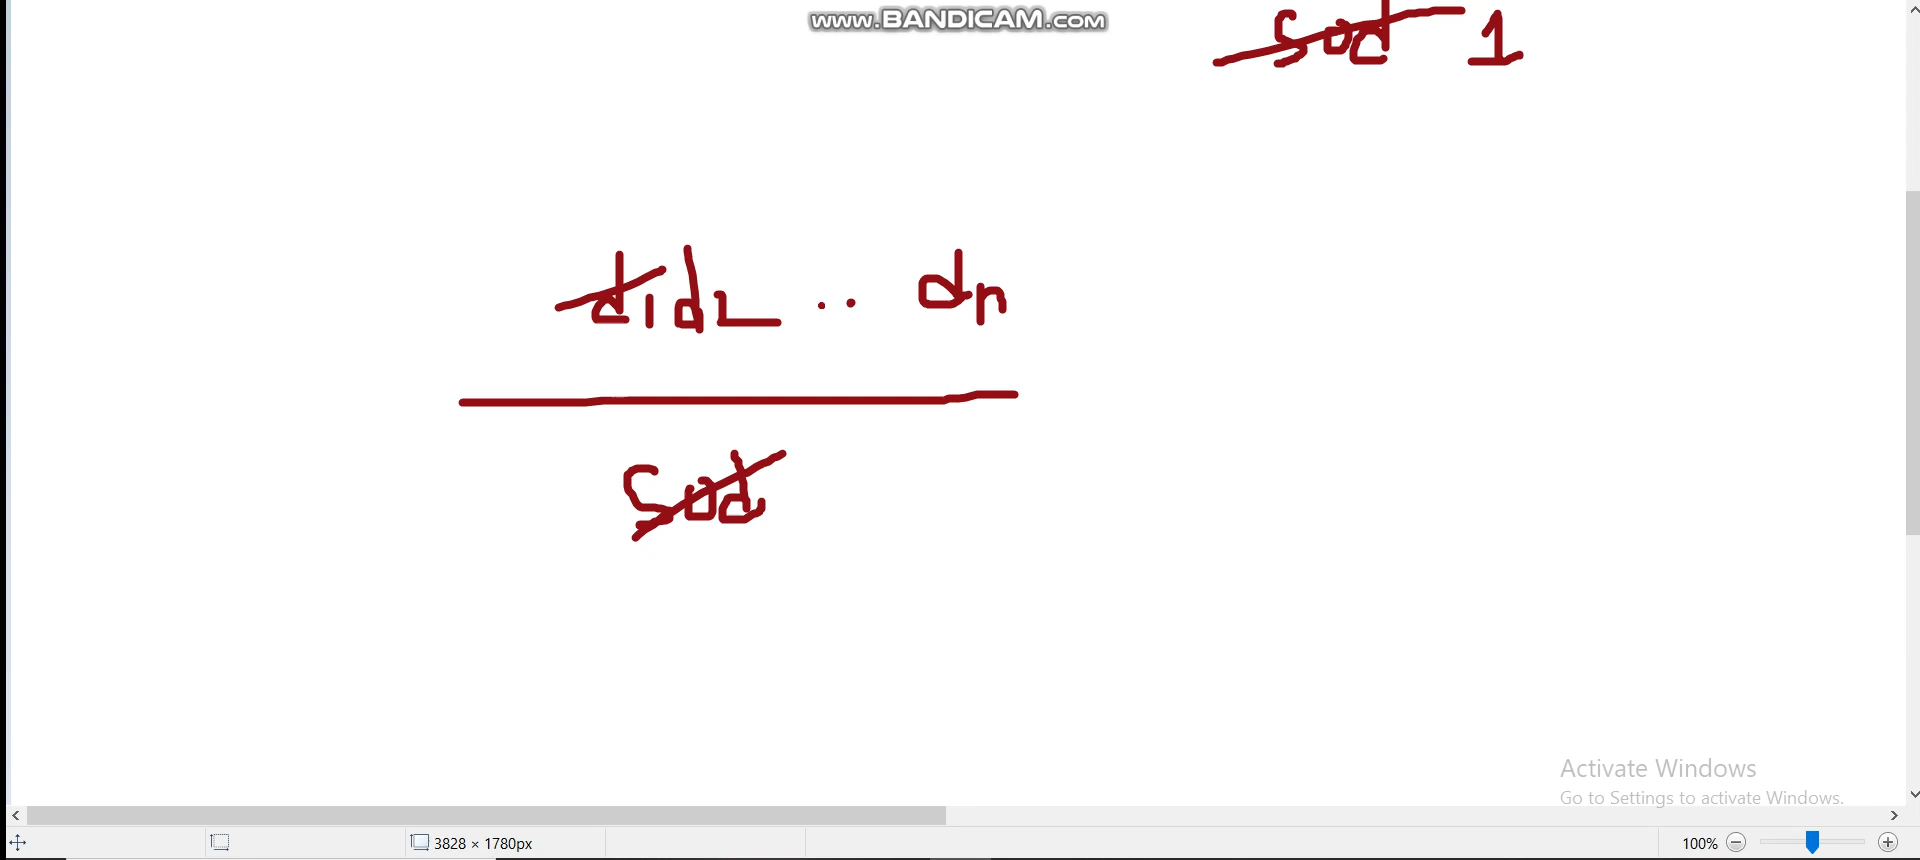 www.BANDICAM.com
sod 1
d1d2 .. dn
sod
Activate Windows
Go to Settings to activate Windows.
3828 × 1780px
100%